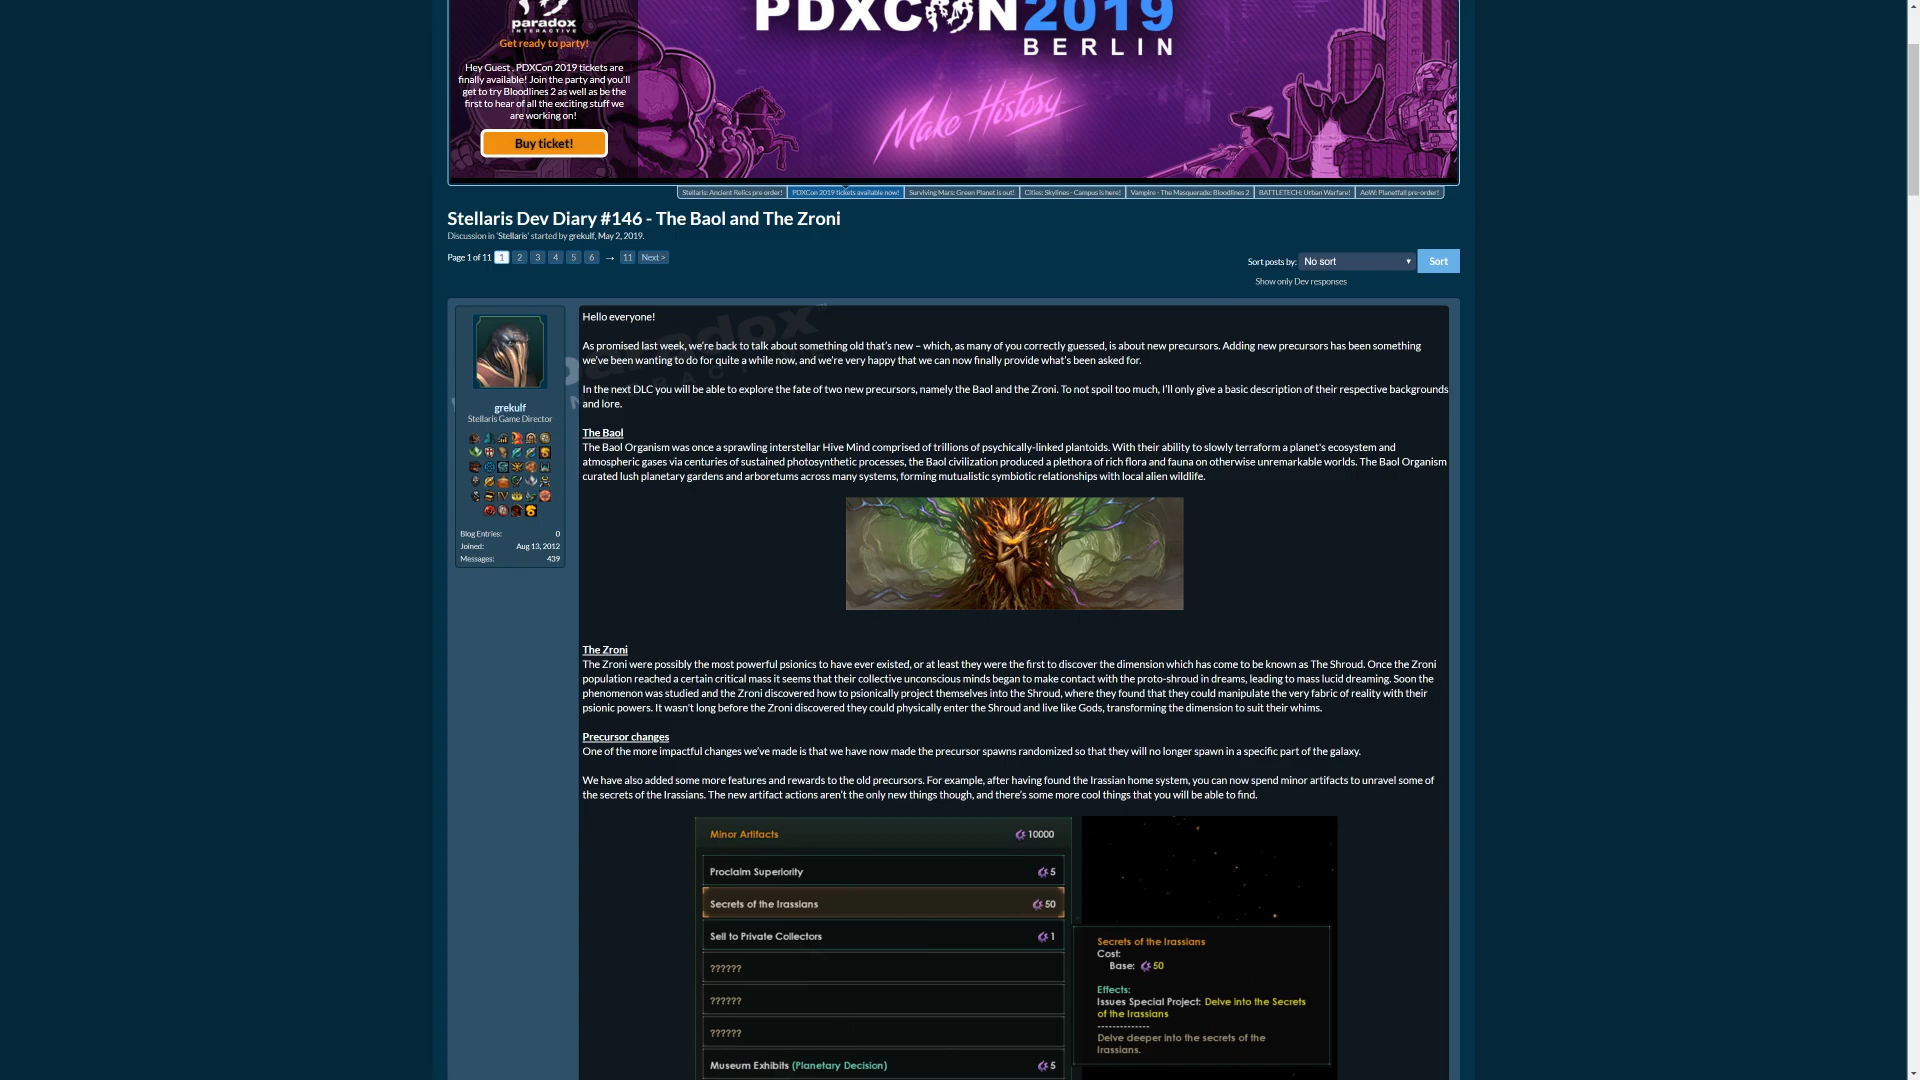 PDXCON2019
BERLIN
paradox
INTERACTIVE
Get ready to party!
Hey Guest , PDXCon 2019 tickets are
finally available! Join the party and you'll
get to try Bloodlines 2 as well as be the
first to hear of all the exciting stuff we
are working on!
Buy ticket!
Make History
Stellaris: Ancient Relics pre order!
PDXCon 2019 tickets available now!
Surviving Mars: Green Planet is out!
Cities: Skylines - Campus is here!
Vampire - The Masquerade: Bloodlines 2
BATTLETECH: Urban Warfare!
AoW: Planetfall pre-order!
Stellaris Dev Diary #146 - The Baol and The Zroni
Discussion in 'Stellaris' started by grekulf, May 2, 2019.
Page 1 of 11 1 2 3 4 5 6 → 11 Next >
Sort posts by: No sort Sort
Show only Dev responses
grekulf
Stellaris Game Director
Blog Entries: 0
Joined: Aug 13, 2012
Messages: 439
Hello everyone!
As promised last week, we're back to talk about something old that's new – which, as many of you correctly guessed, is about new precursors. Adding new precursors has been something
we've been wanting to do for quite a while now, and we're very happy that we can now finally provide what's been asked for.
In the next DLC you will be able to explore the fate of two new precursors, namely the Baol and the Zroni. To not spoil too much, I'll only give a basic description of their respective backgrounds
and lore.
The Baol
The Baol Organism was once a sprawling interstellar Hive Mind comprised of trillions of psychically-linked plantoids. With their ability to slowly terraform a planet's ecosystem and
atmospheric gases via centuries of sustained photosynthetic processes, the Baol civilization produced a plethora of rich flora and fauna on otherwise unremarkable worlds. The Baol Organism
curated lush planetary gardens and arboretums across many systems, forming mutualistic symbiotic relationships with local alien wildlife.
The Zroni
The Zroni were possibly the most powerful psionics to have ever existed, or at least they were the first to discover the dimension which has come to be known as The Shroud. Once the Zroni
population reached a certain critical mass it seems that their collective unconscious minds began to make contact with the proto-shroud in dreams, leading to mass lucid dreaming. Soon the
phenomenon was studied and the Zroni discovered how to psionically project themselves into the Shroud, where they found that they could manipulate the very fabric of reality with their
psionic powers. It wasn't long before the Zroni discovered they could physically enter the Shroud and live like Gods, transforming the dimension to suit their whims.
Precursor changes
One of the more impactful changes we've made is that we have now made the precursor spawns randomized so that they will no longer spawn in a specific part of the galaxy.
We have also added some more features and rewards to the old precursors. For example, after having found the Irassian home system, you can now spend minor artifacts to unravel some of
the secrets of the Irassians. The new artifact actions aren't the only new things though, and there's some more cool things that you will be able to find.
Minor Artifacts 10000
Proclaim Superiority 5
Secrets of the Irassians 50
Sell to Private Collectors 1
??????
??????
??????
Museum Exhibits (Planetary Decision) 5
Secrets of the Irassians
Cost:
Base: 50
Effects:
Issues Special Project: Delve into the Secrets
of the Irassians
--------------
Delve deeper into the secrets of the
Irassians.